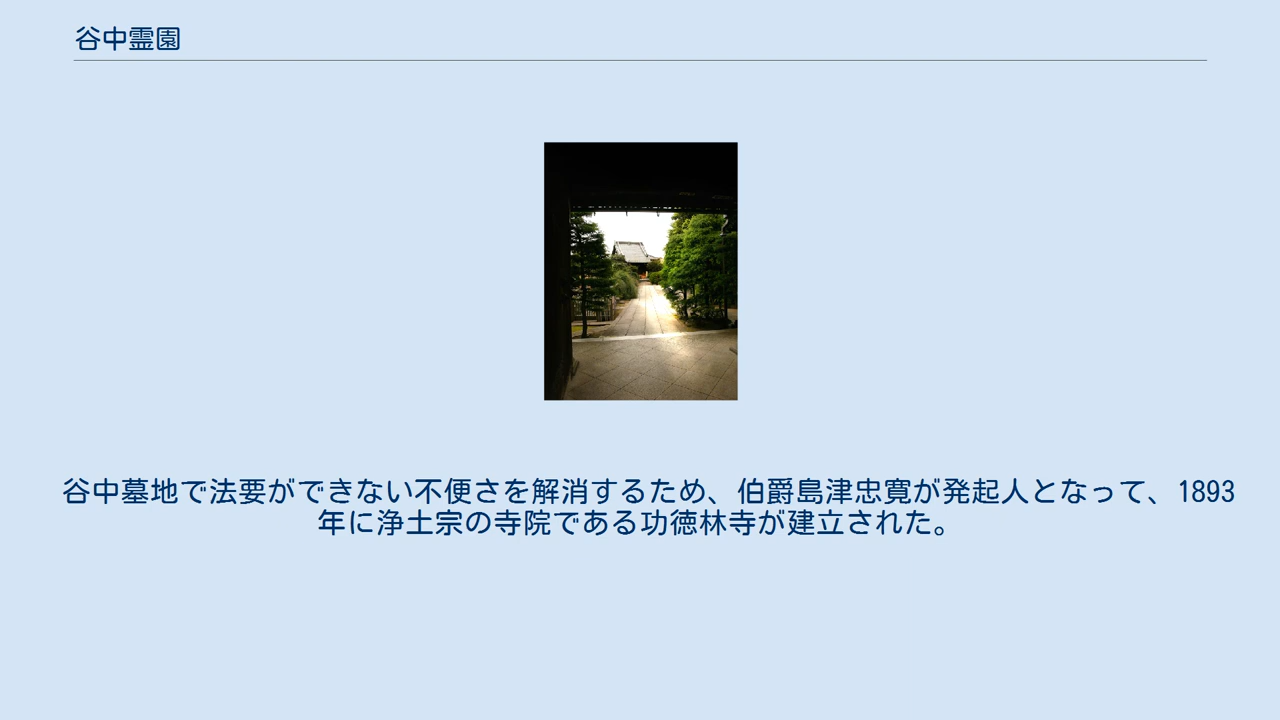 谷中霊園
谷中墓地で法要ができない不便さを解消するため、伯爵島津忠寛が発起人となって、1893
年に浄土宗の寺院である功徳林寺が建立された。